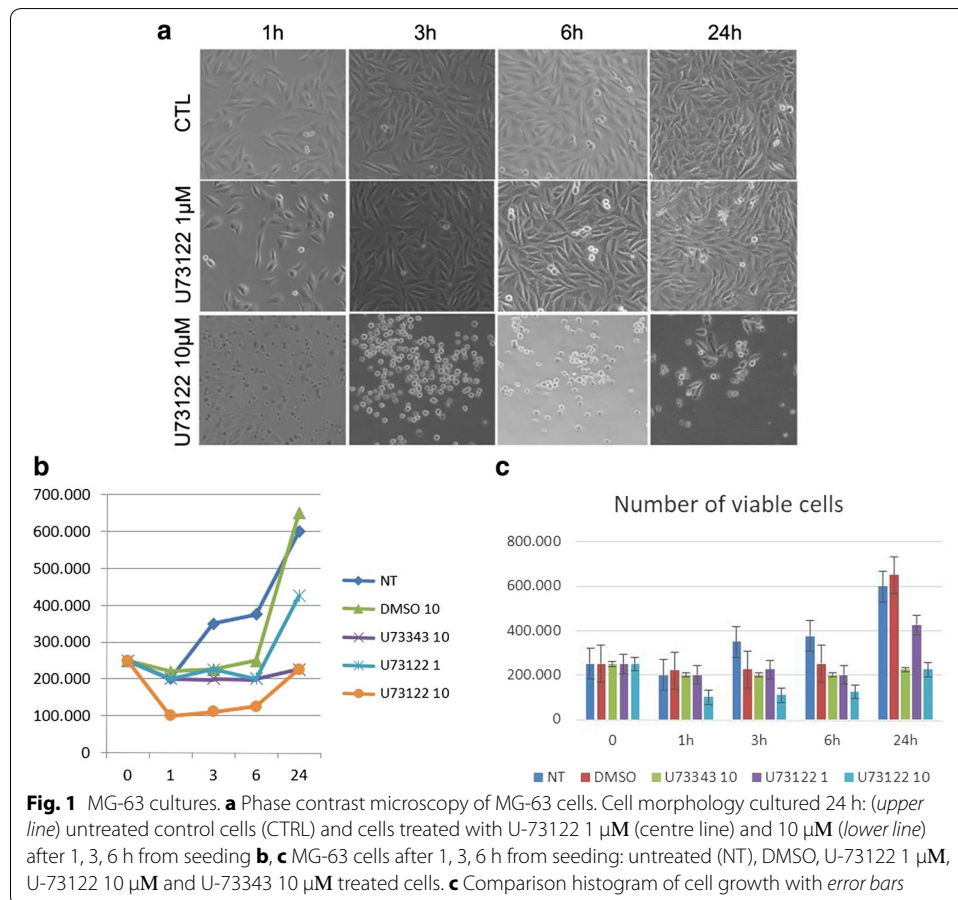 a
1h 3h 6h 24h
CTL
U73122 1µM
U73122 10µM
b
700.000
600.000
500.000
400.000
300.000
200.000
100.000
0
0 1 3 6 24
NT
DMSO 10
U73343 10
U73122 1
U73122 10
c
Number of viable cells
800.000
600.000
400.000
200.000
0
0 1h 3h 6h 24h
NT DMSO U73343 10 U73122 1 U73122 10
Fig. 1 MG-63 cultures. a Phase contrast microscopy of MG-63 cells. Cell morphology cultured 24 h: (upper
line) untreated control cells (CTRL) and cells treated with U-73122 1 µM (centre line) and 10 µM (lower line)
after 1, 3, 6 h from seeding b, c MG-63 cells after 1, 3, 6 h from seeding: untreated (NT), DMSO, U-73122 1 µM,
U-73122 10 µM and U-73343 10 µM treated cells. c Comparison histogram of cell growth with error bars